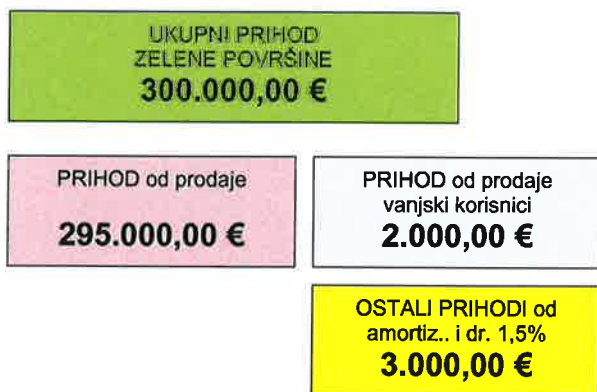 UKUPNI PRIHOD
ZELENE POVRŠINE
300.000,00 €
PRIHOD od prodaje
295.000,00 €
PRIHOD od prodaje
vanjski korisnici
2.000,00 €
OSTALI PRIHODI od
amortiz.. i dr. 1,5%
3.000,00 €